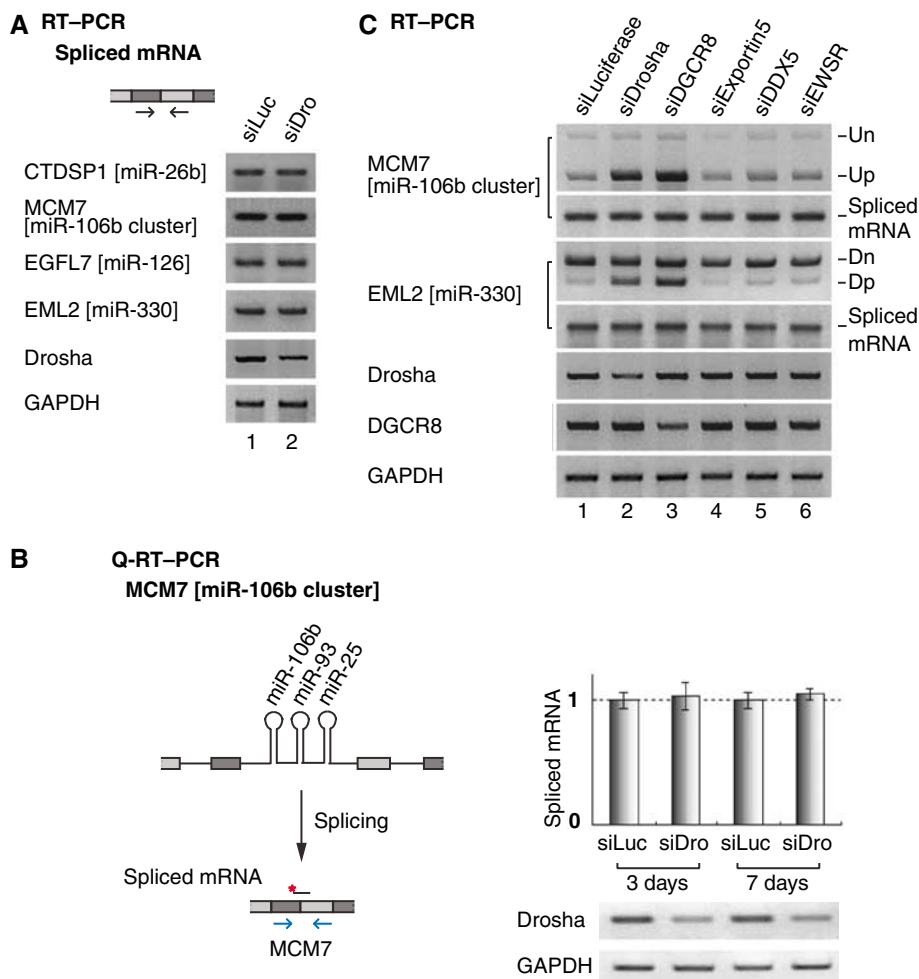 A RT–PCR
Spliced mRNA
siLuc
siDro
CTDSP1 [miR-26b]
MCM7
[miR-106b cluster]
EGFL7 [miR-126]
EML2 [miR-330]
Drosha
GAPDH
1 2
C RT–PCR
siLuciferase
siDrosha
siDGCR8
siExportin5
siDDX5
siEWSR
MCM7
[miR-106b cluster]
Un
Up
Spliced
mRNA
EML2 [miR-330]
Dn
Dp
Spliced
mRNA
Drosha
DGCR8
GAPDH
1 2 3 4 5 6
B Q-RT–PCR
MCM7 [miR-106b cluster]
miR-106b
miR-93
miR-25
Splicing
Spliced mRNA
*
MCM7
Spliced mRNA
1
0
siLuc siDro siLuc siDro
3 days 7 days
Drosha
GAPDH